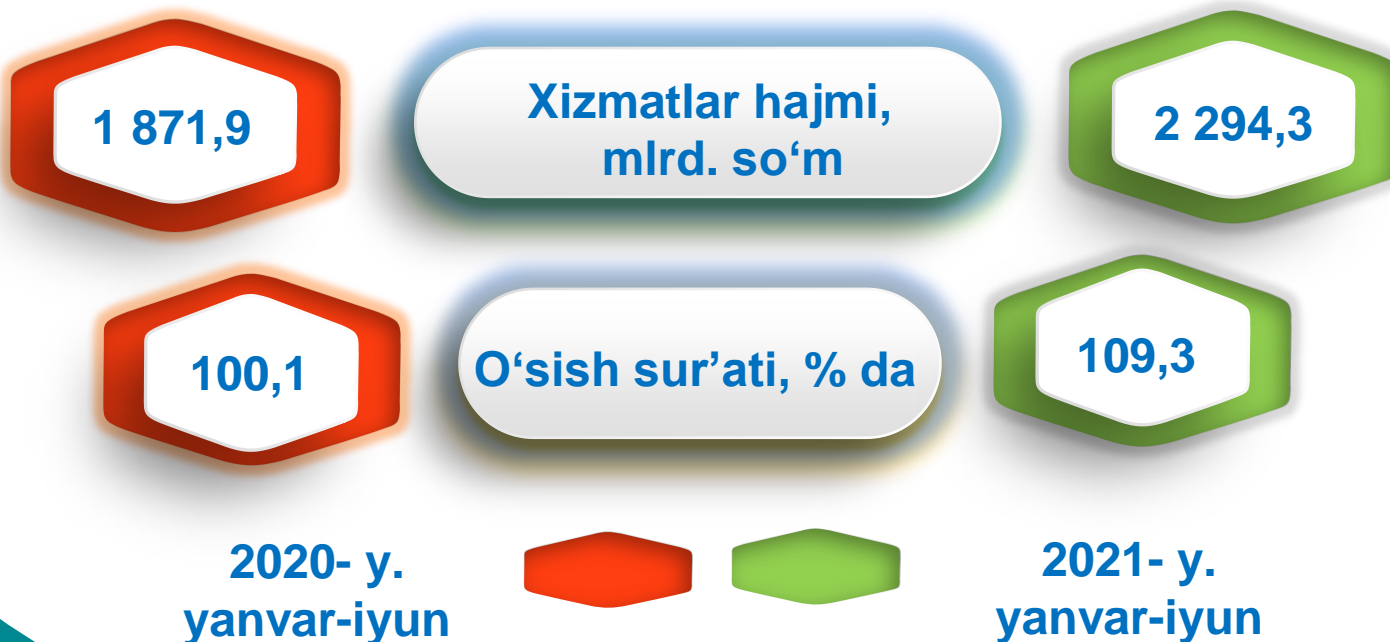 1 871,9
Xizmatlar hajmi,
mlrd. so‘m
2 294,3
100,1
O‘sish sur’ati, % da
109,3
2020- y.
yanvar-iyun
2021- y.
yanvar-iyun